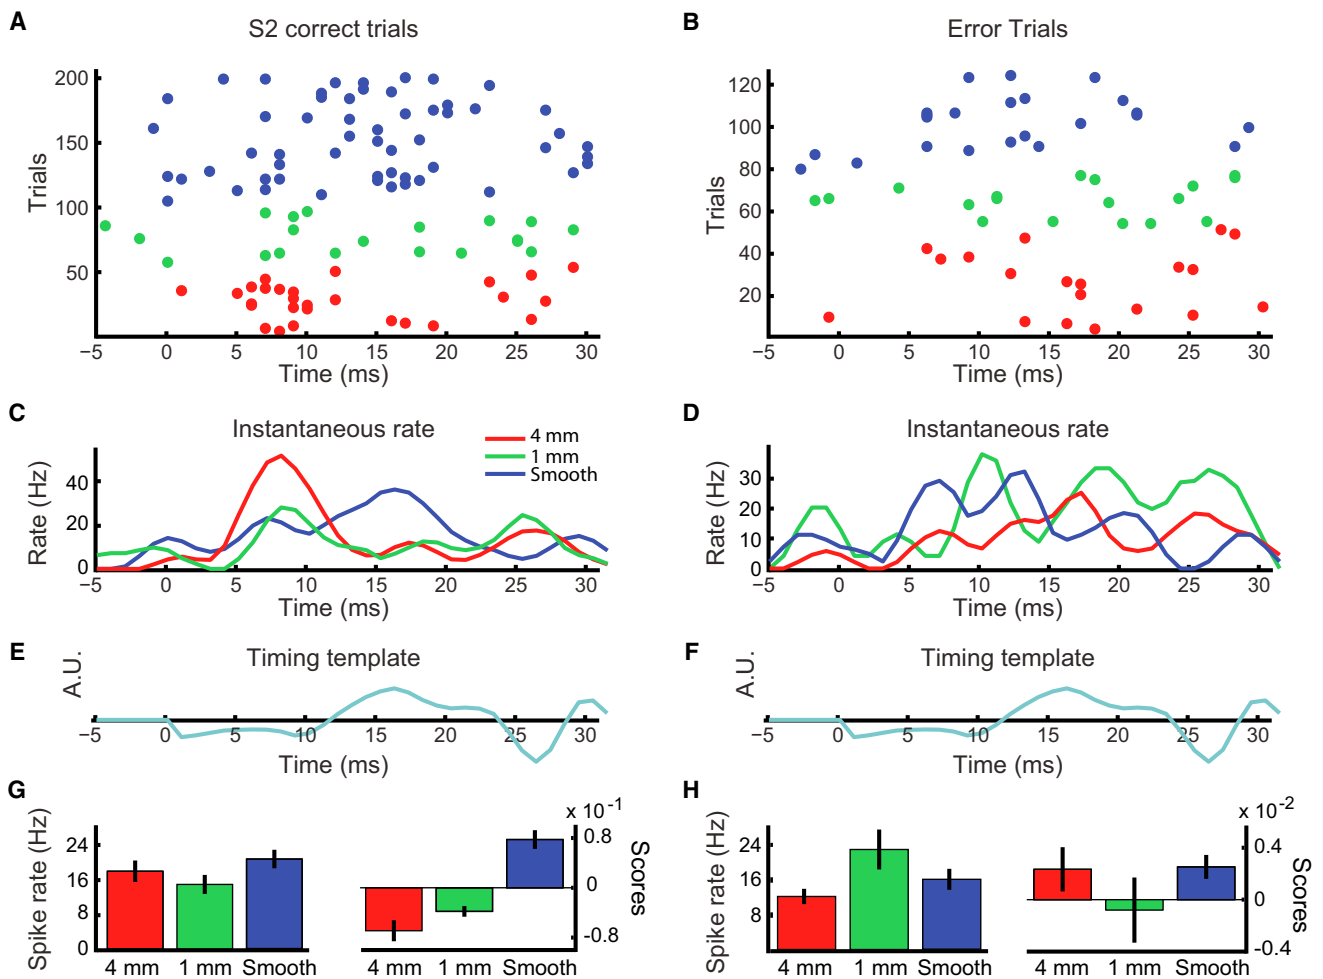 A
S2 correct trials
200
150
100
50
Trials
−5 0 5 10 15 20 25 30
Time (ms)
B
Error Trials
120
100
80
60
40
20
Trials
−5 0 5 10 15 20 25 30
Time (ms)
C
Instantaneous rate
4 mm
1 mm
Smooth
40
20
0
Rate (Hz)
−5 0 5 10 15 20 25 30
Time (ms)
D
Instantaneous rate
30
20
10
0
Rate (Hz)
−5 0 5 10 15 20 25 30
Time (ms)
E
Timing template
A.U.
−5 0 5 10 15 20 25 30
Time (ms)
F
Timing template
A.U.
−5 0 5 10 15 20 25 30
Time (ms)
G
Spike rate (Hz)
24
16
8
0
4 mm 1 mm Smooth
x 10-1
0.8
0
-0.8
Scores
4 mm 1 mm Smooth
H
Spike rate (Hz)
24
16
8
4 mm 1 mm Smooth
x 10-2
0.4
0
-0.4
Scores
4 mm 1 mm Smooth